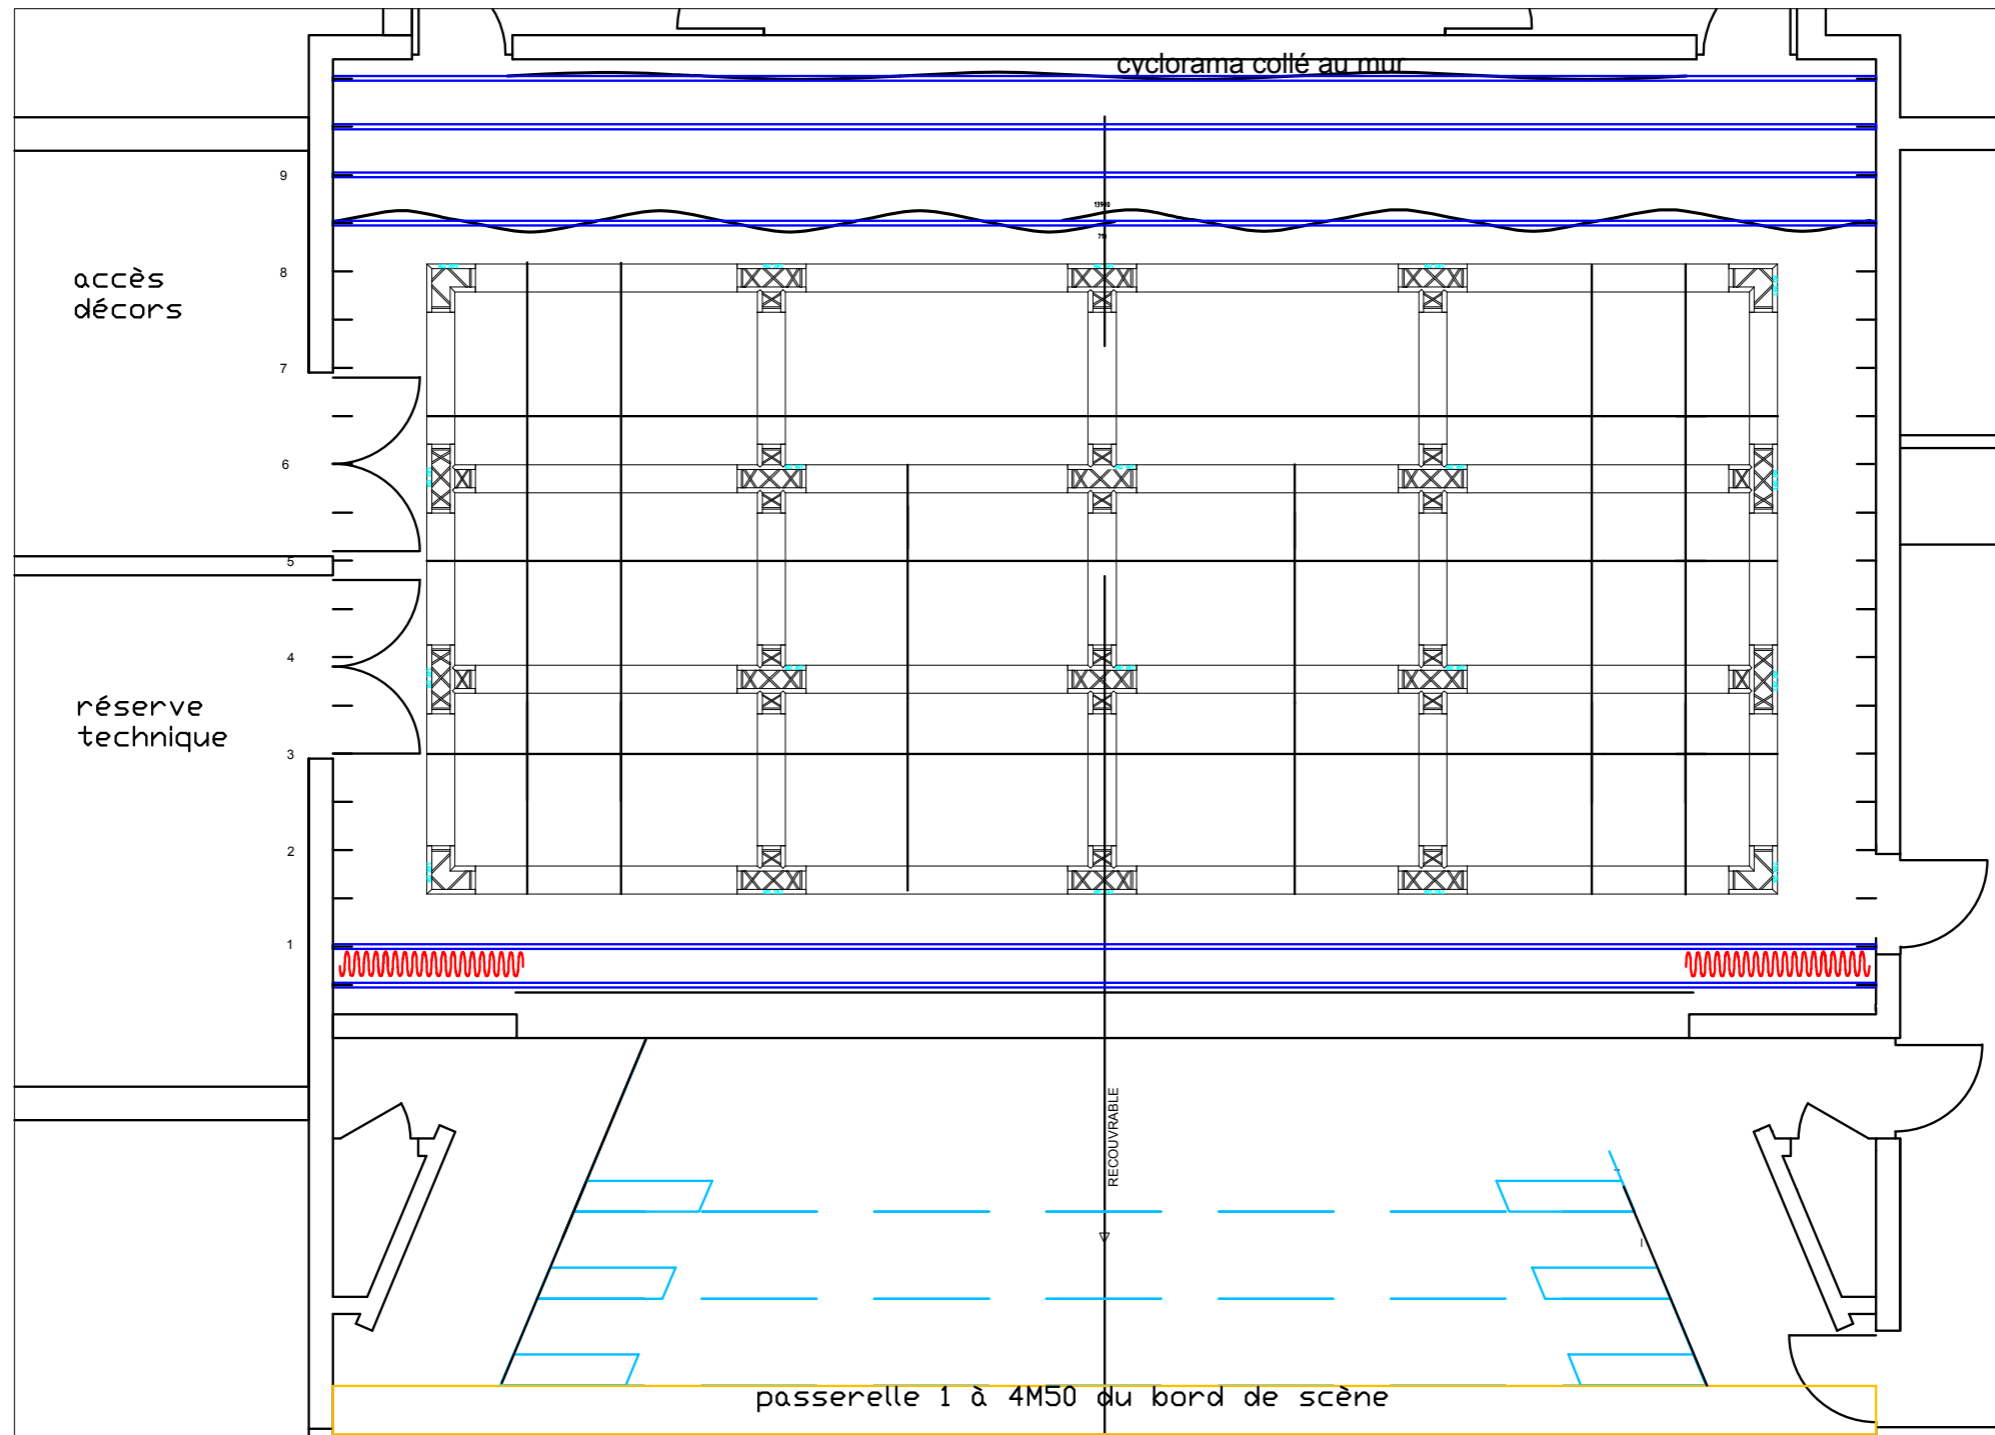 cyclorama collé au mur
9
8
accès
décors
7
6
5
4
réserve
technique
3
2
1
RECOUVRABLE
passerelle 1 à 4M50 du bord de scène